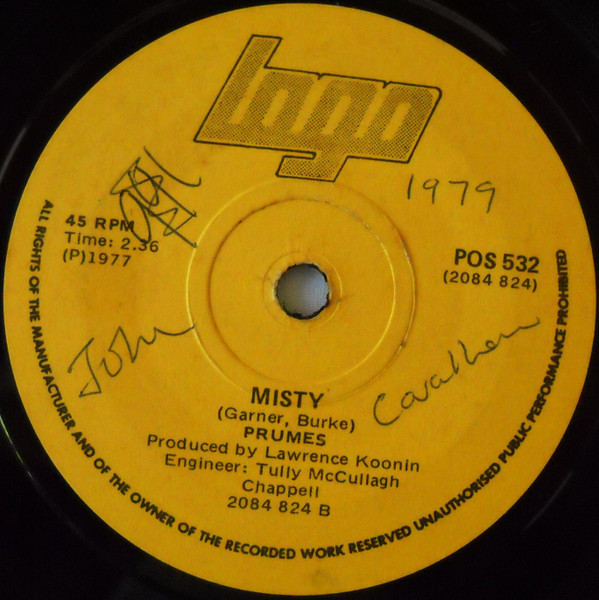 1979
45 RPM
Time: 2.36
(P)1977
POS 532
(2084 824)
John
MISTY
(Garner, Burke)
PRUMES
Produced by Lawrence Koonin
Engineer: Tully McCullagh
Chappell
2084 824 B
ALL RIGHTS OF THE MANUFACTURER AND OF THE OWNER OF THE RECORDED WORK RESERVED UNAUTHORISED PUBLIC PERFORMANCE PROHIBITED